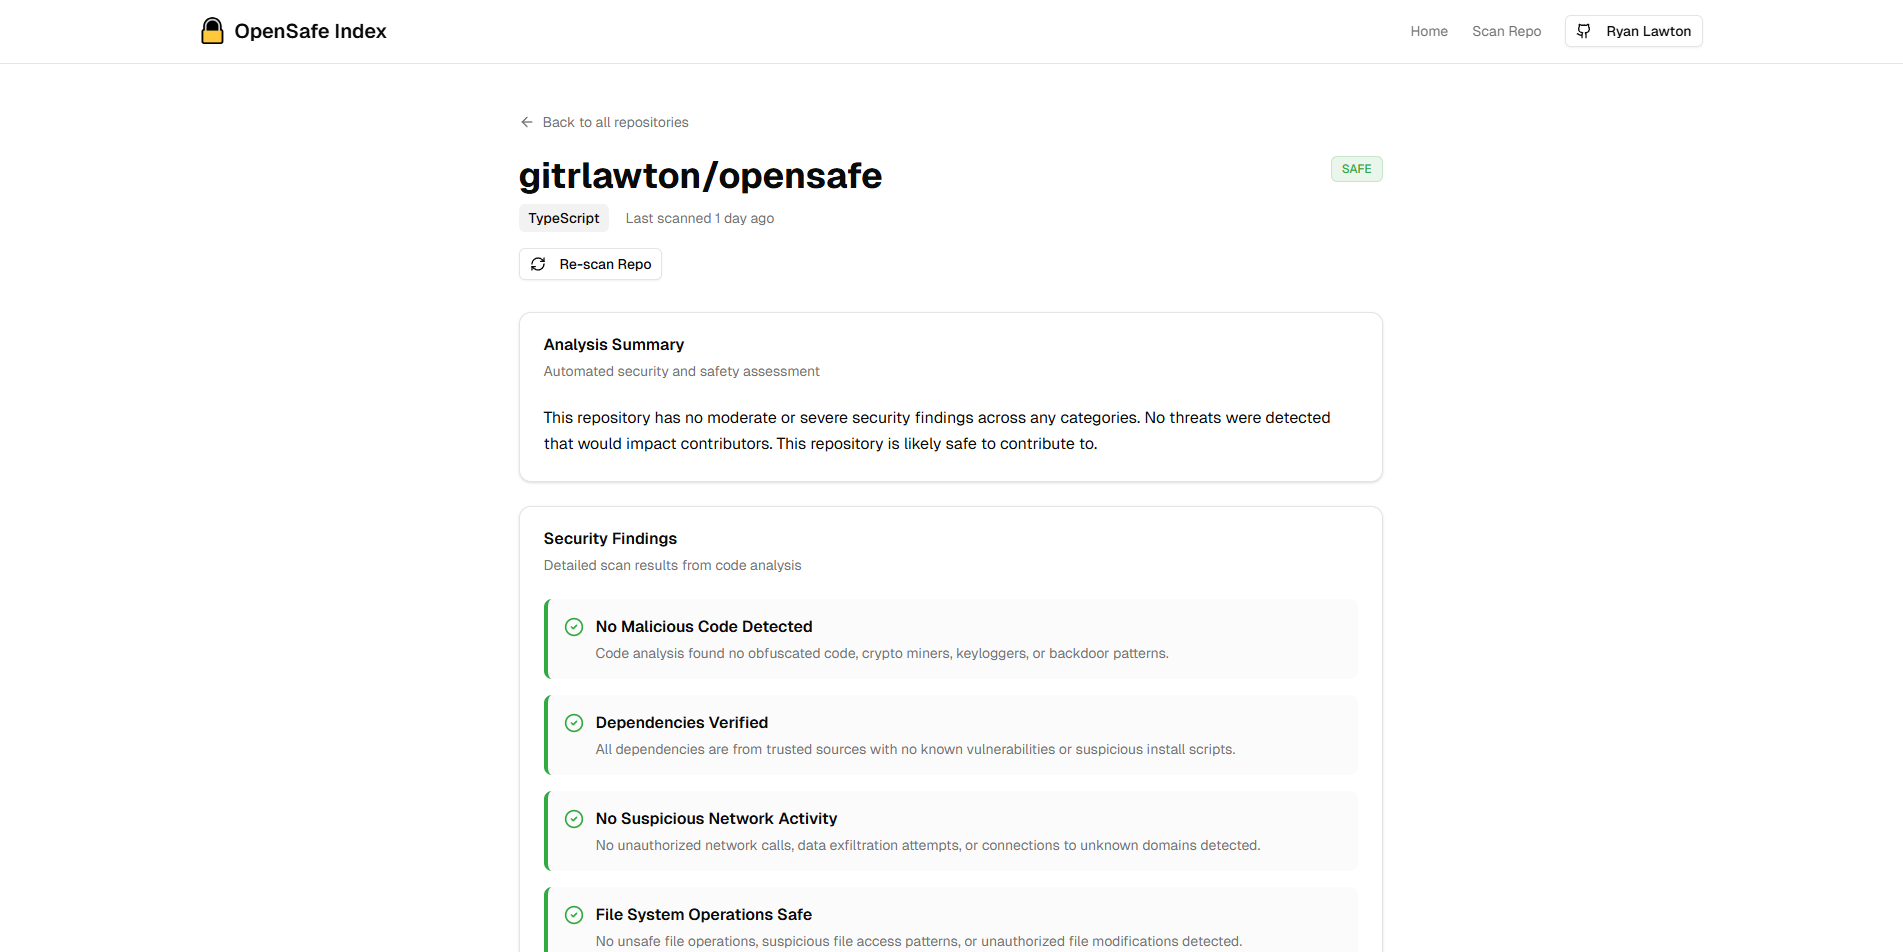 OpenSafe Index
Home
Scan Repo
Ryan Lawton
Back to all repositories
gitrlawton/opensafe
SAFE
TypeScript
Last scanned 1 day ago
Re-scan Repo
Analysis Summary
Automated security and safety assessment
This repository has no moderate or severe security findings across any categories. No threats were detected
that would impact contributors. This repository is likely safe to contribute to.
Security Findings
Detailed scan results from code analysis
No Malicious Code Detected
Code analysis found no obfuscated code, crypto miners, keyloggers, or backdoor patterns.
Dependencies Verified
All dependencies are from trusted sources with no known vulnerabilities or suspicious install scripts.
No Suspicious Network Activity
No unauthorized network calls, data exfiltration attempts, or connections to unknown domains detected.
File System Operations Safe
No unsafe file operations, suspicious file access patterns, or unauthorized file modifications detected.